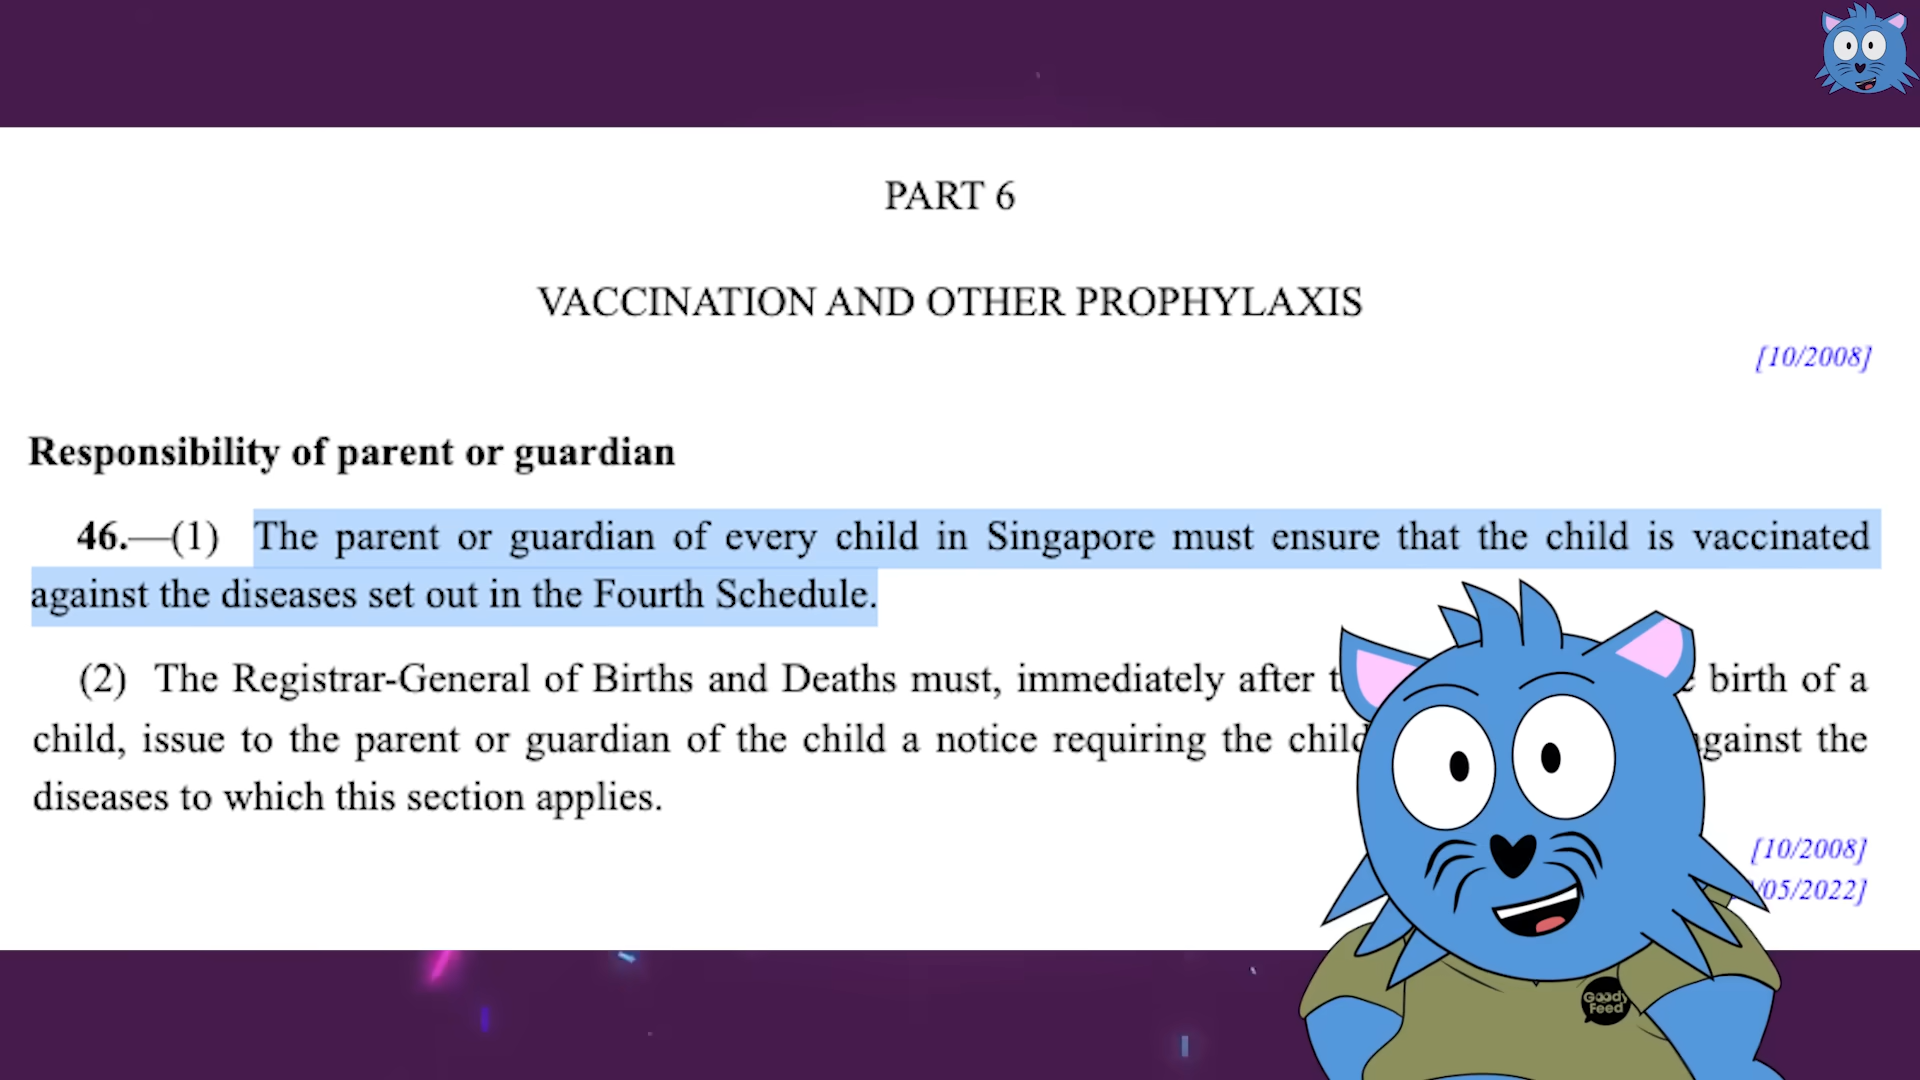 PART 6
VACCINATION AND OTHER PROPHYLAXIS
[10/2008]
Responsibility of parent or guardian
46.—(1) The parent or guardian of every child in Singapore must ensure that the child is vaccinated
against the diseases set out in the Fourth Schedule.
(2) The Registrar-General of Births and Deaths must, immediately after birth of a
child, issue to the parent or guardian of the child a notice requiring the child against the
diseases to which this section applies.
[10/2008]
/05/2022]
Goody
Feed